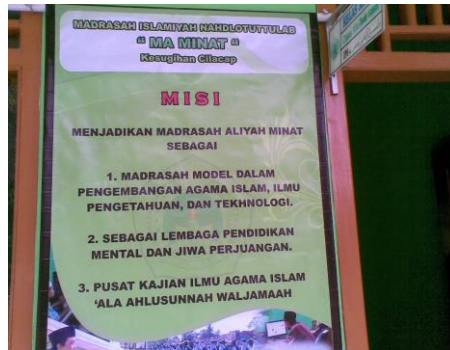 MADRASAH ISLAMIYAH NAHDLOTUTTULAB
" MA MINAT "
Kesugihan Cilacap
MISI
MENJADIKAN MADRASAH ALIYAH MINAT
SEBAGAI
1. MADRASAH MODEL DALAM
PENGEMBANGAN AGAMA ISLAM, ILMU
PENGETAHUAN, DAN TEKHNOLOGI.
2. SEBAGAI LEMBAGA PENDIDIKAN
MENTAL DAN JIWA PERJUANGAN.
3. PUSAT KAJIAN ILMU AGAMA ISLAM
'ALA AHLUSUNNAH WALJAMAAH